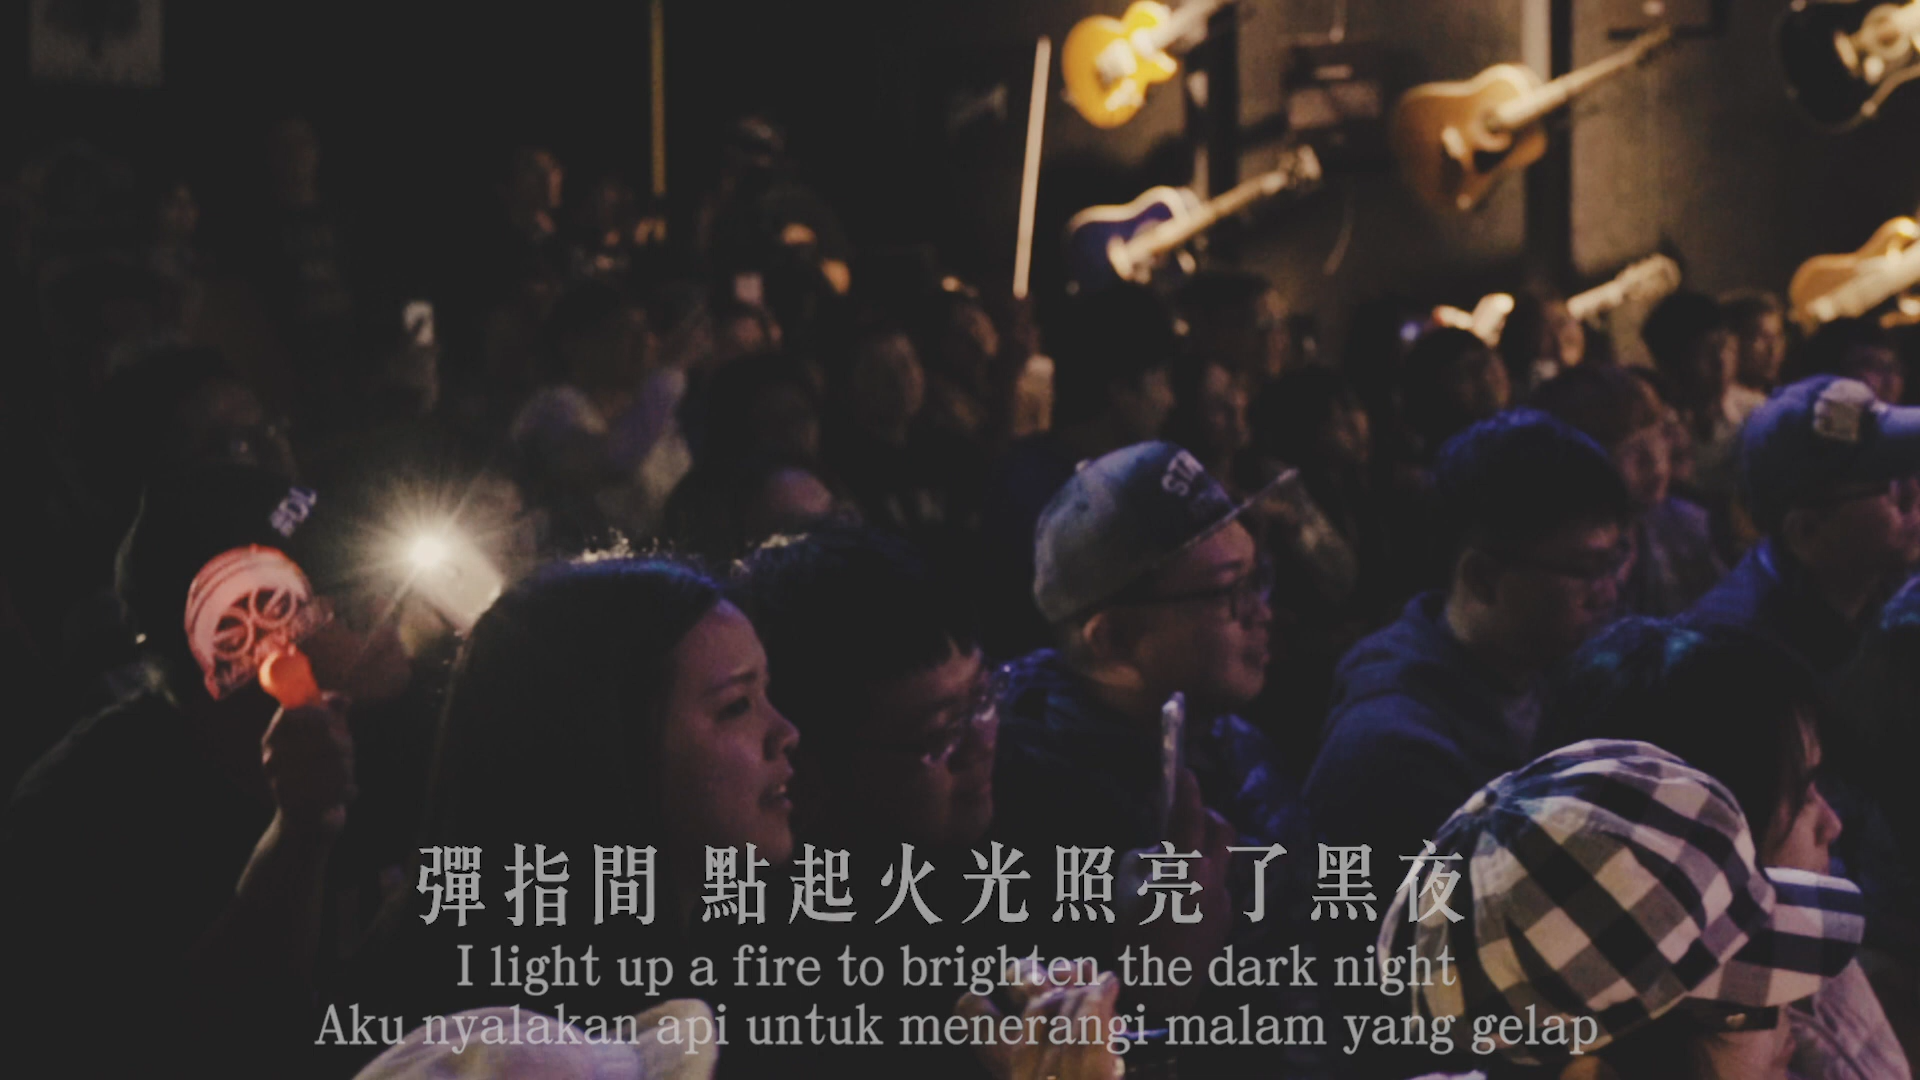 彈指間 點起火光照亮了黑夜
I light up a fire to brighten the dark night
Aku nyalakan api untuk menerangi malam yang gelap